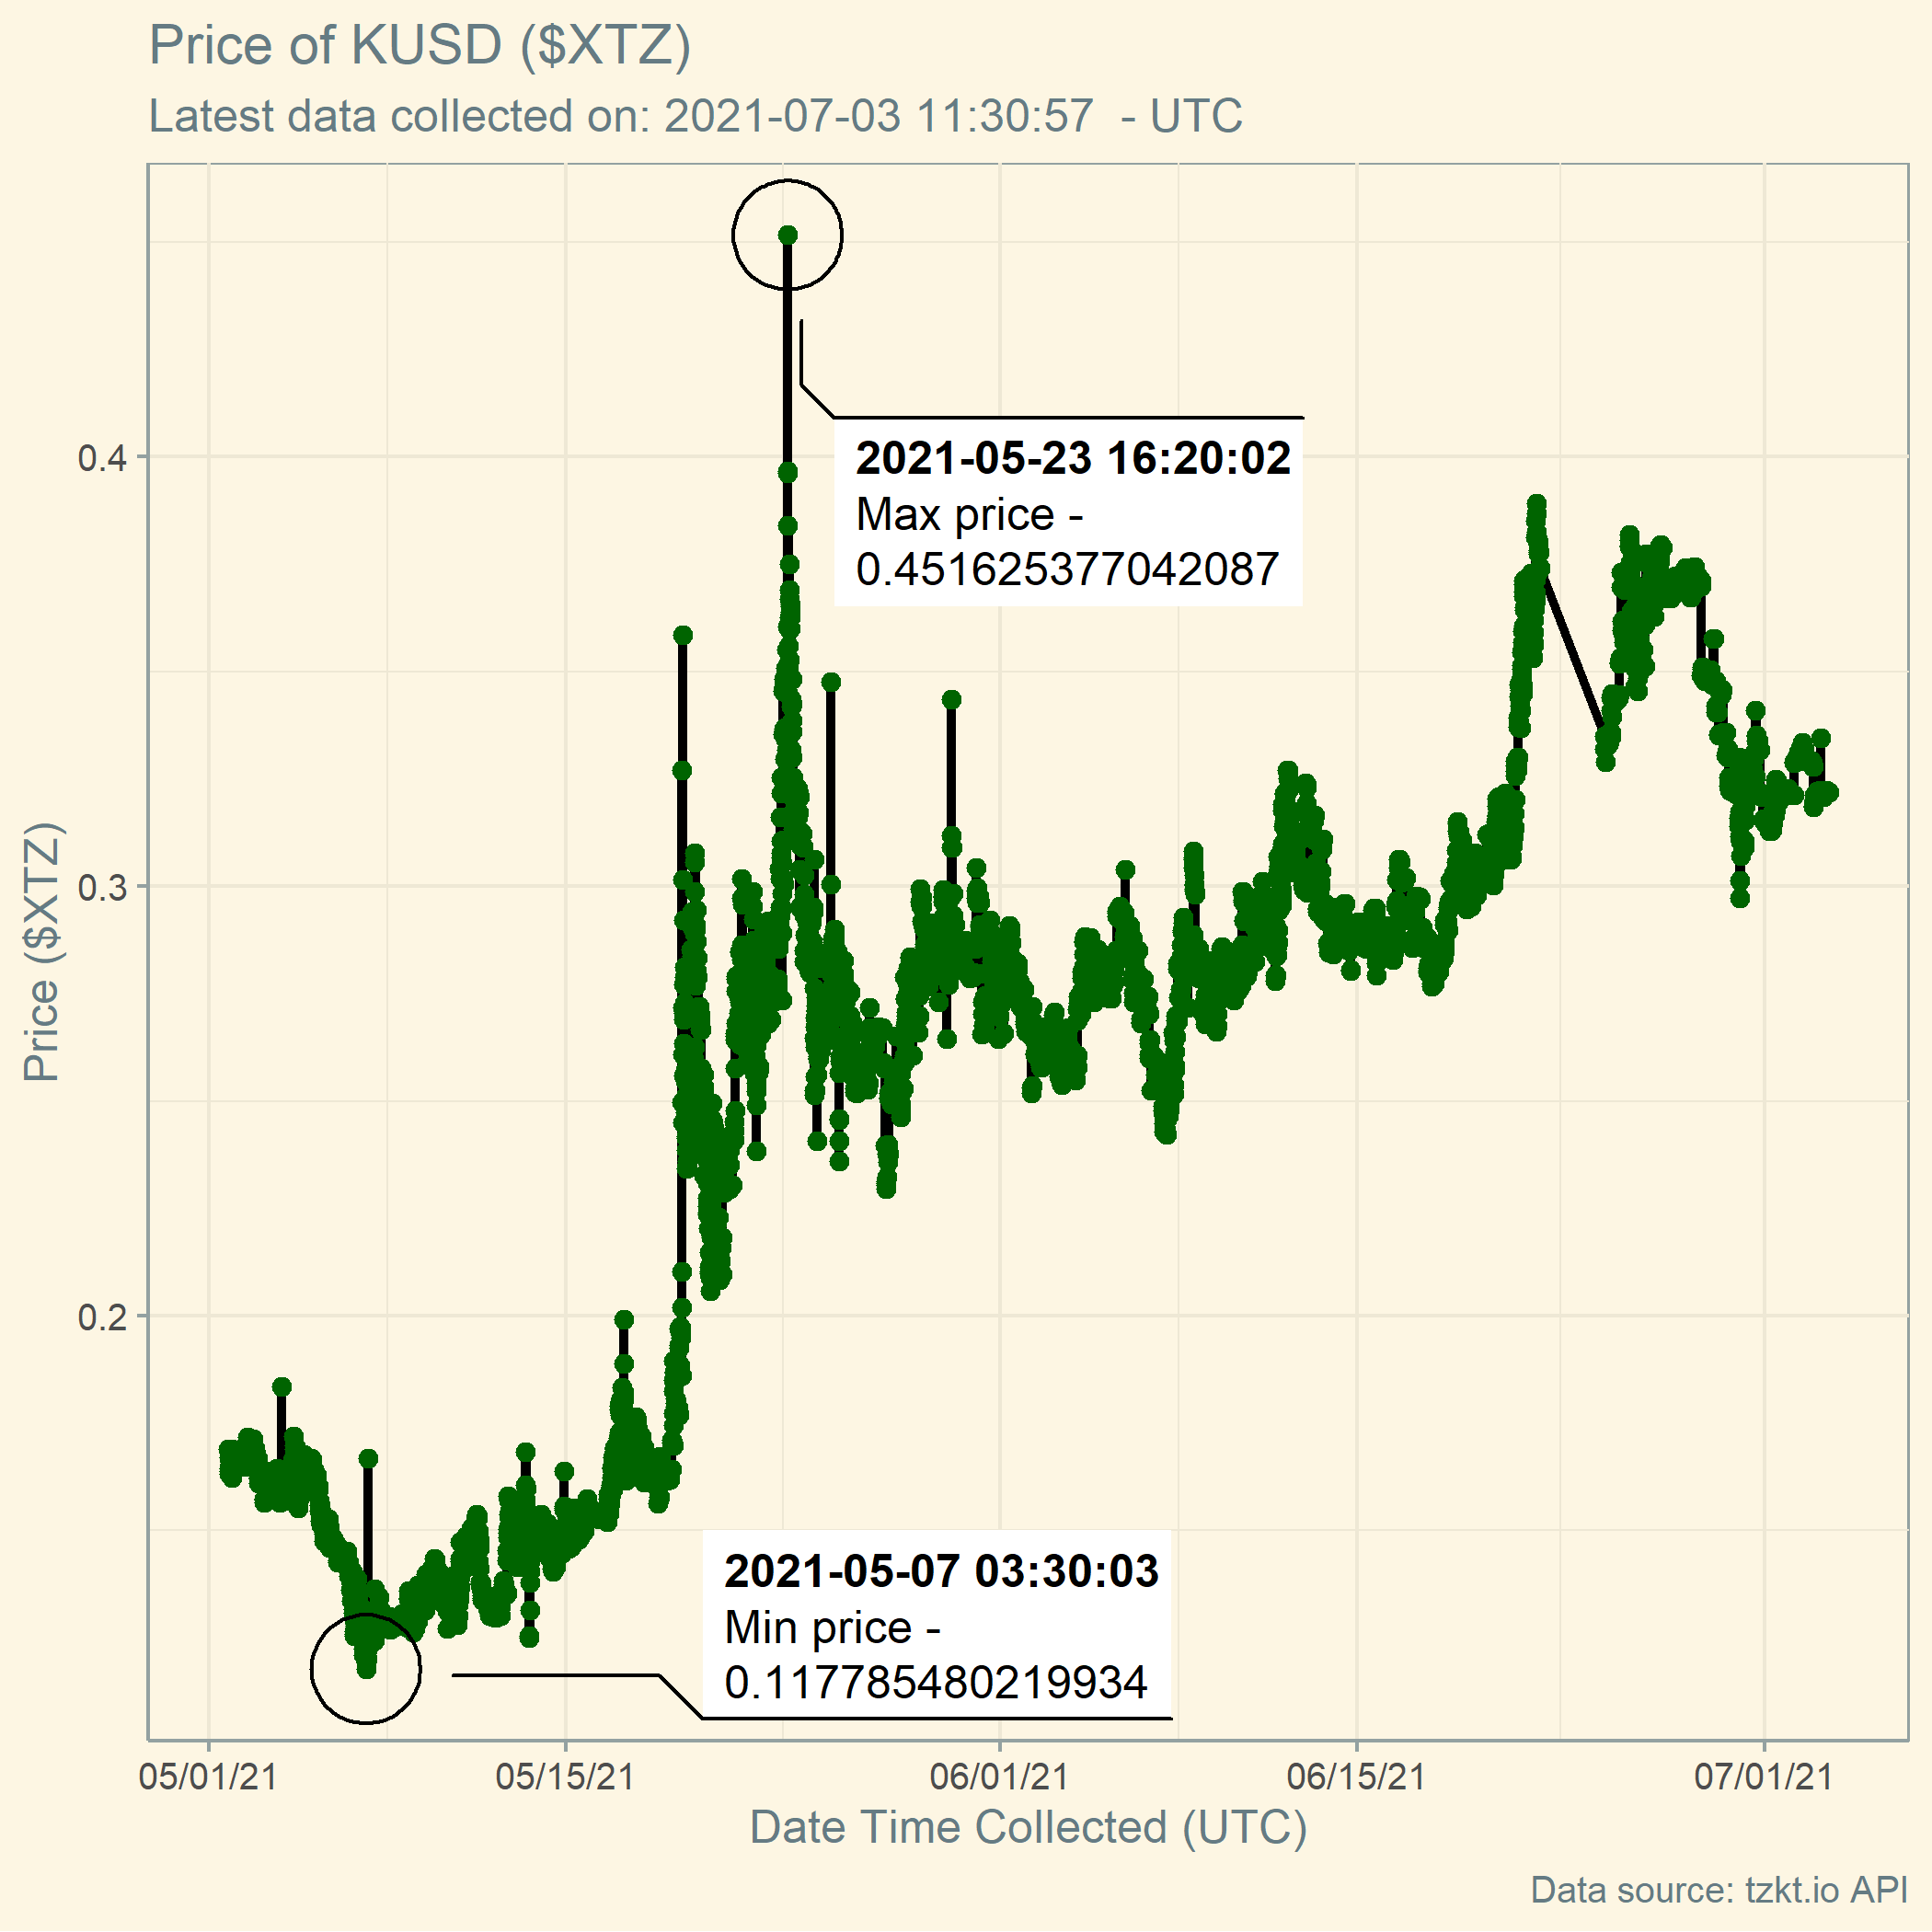 Price of KUSD ($XTZ)
Latest data collected on: 2021-07-03 11:30:57  - UTC
2021-05-23 16:20:02
Max price -
0.451625377042087
0.4
0.3
0.2
Price ($XTZ)
2021-05-07 03:30:03
Min price -
0.117785480219934
05/01/21
05/15/21
06/01/21
06/15/21
07/01/21
Date Time Collected (UTC)
Data source: tzkt.io API